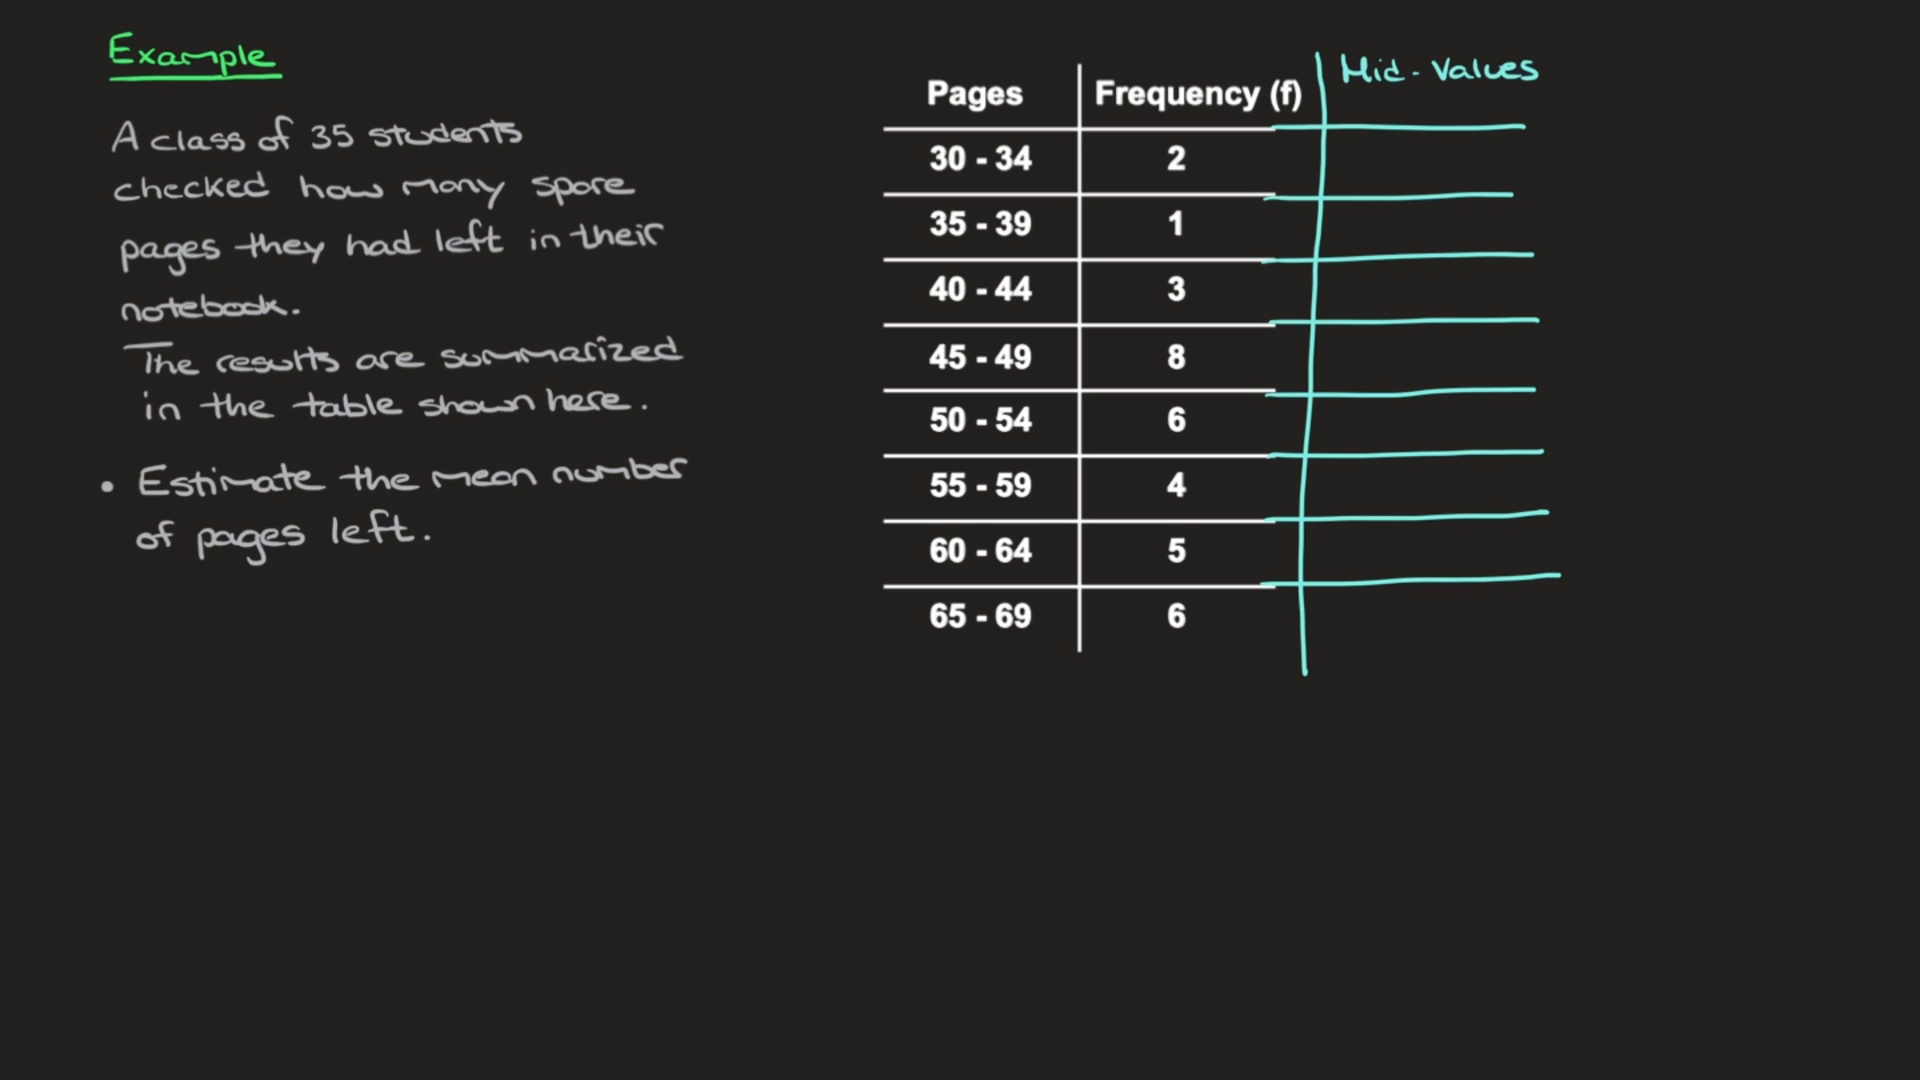 Example
A class of 35 students
checked how many spare
pages they had left in their
notebook.
The results are summarized
in the table shown here.
• Estimate the mean number
of pages left.
Pages Frequency (f) Mid-Values
30 - 34 2
35 - 39 1
40 - 44 3
45 - 49 8
50 - 54 6
55 - 59 4
60 - 64 5
65 - 69 6